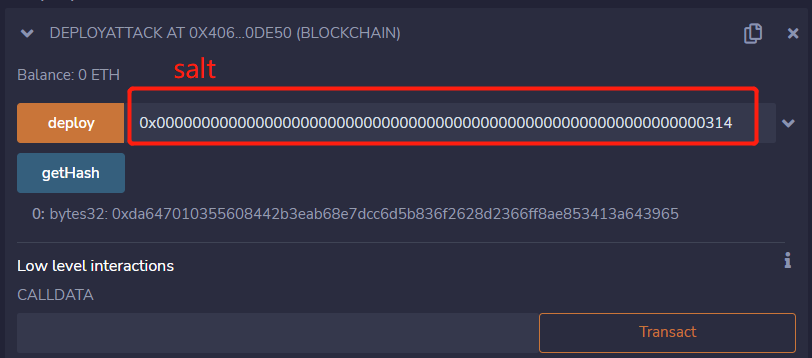 DEPLOYATTACK AT 0X406...0DE50 (BLOCKCHAIN)
Balance: 0 ETH
salt
deploy 0x0000000000000000000000000000000000000000000000000000000000000314
getHash
0: bytes32: 0xda647010355608442b3eab68e7dcc6d5b836f2628d2366ff8ae853413a643965
Low level interactions
CALLDATA
Transact